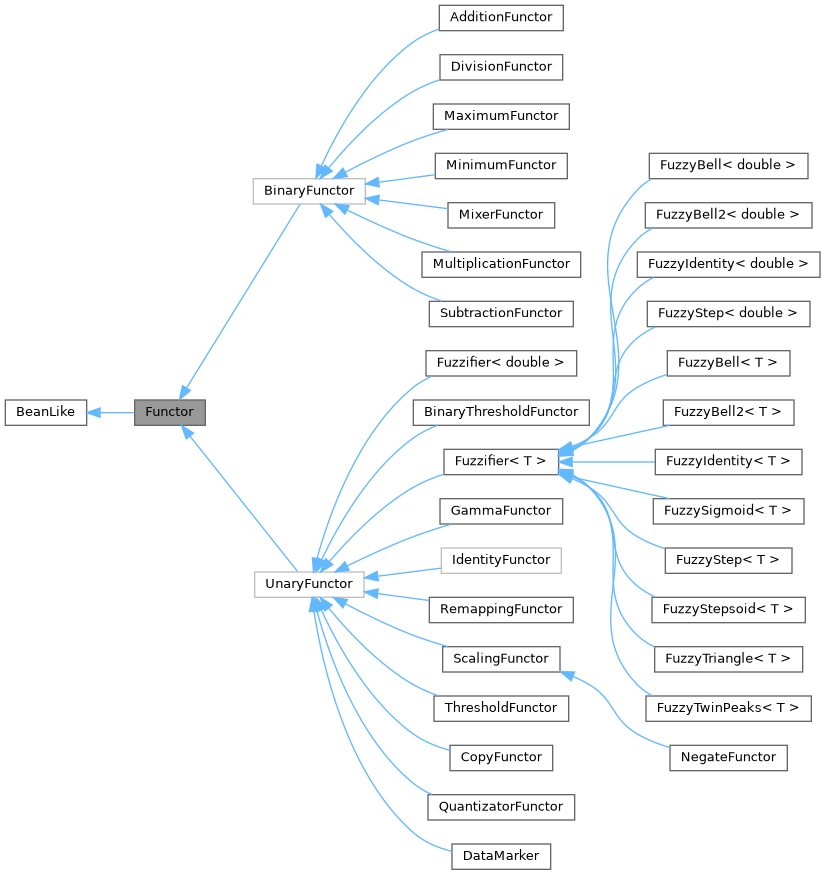 AdditionFunctor
DivisionFunctor
MaximumFunctor
FuzzyBell< double >
MinimumFunctor
BinaryFunctor
MixerFunctor
FuzzyBell2< double >
MultiplicationFunctor
FuzzyIdentity< double >
SubtractionFunctor
FuzzyStep< double >
Fuzzifier< double >
FuzzyBell< T >
BeanLike
Functor
BinaryThresholdFunctor
FuzzyBell2< T >
Fuzzifier< T >
FuzzyIdentity< T >
GammaFunctor
FuzzySigmoid< T >
IdentityFunctor
FuzzyStep< T >
UnaryFunctor
RemappingFunctor
FuzzyStepsoid< T >
ScalingFunctor
FuzzyTriangle< T >
ThresholdFunctor
FuzzyTwinPeaks< T >
CopyFunctor
NegateFunctor
QuantizatorFunctor
DataMarker